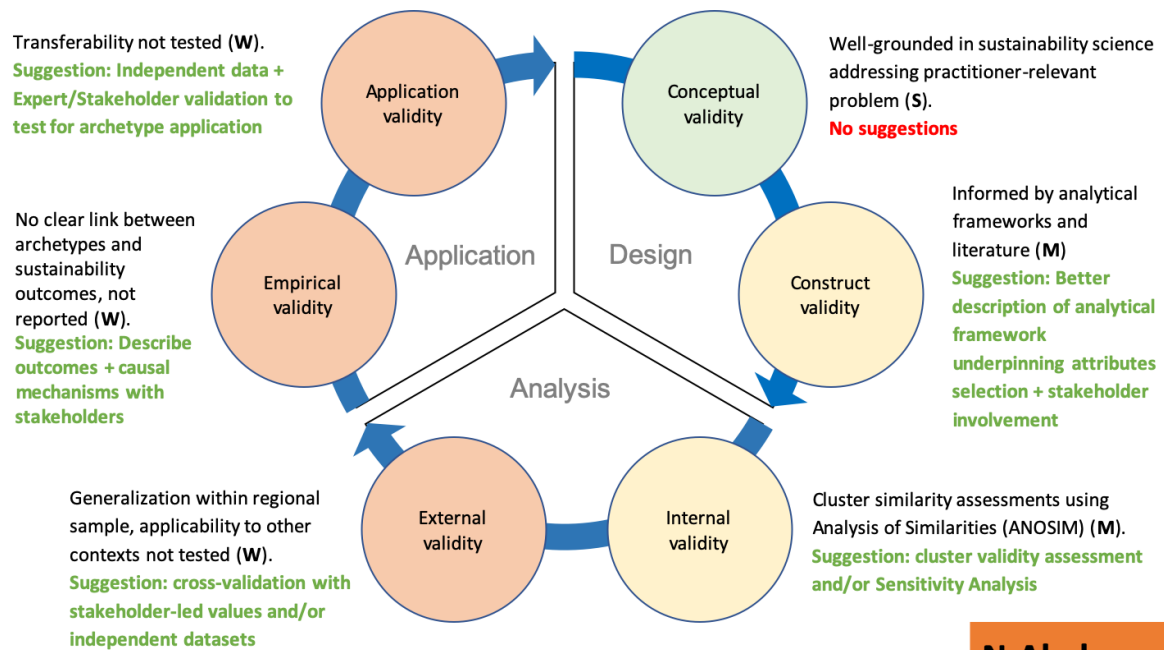 Transferability not tested (W).
Suggestion: Independent data +
Expert/Stakeholder validation to
test for archetype application
Application
validity
Conceptual
validity
Well-grounded in sustainability science
addressing practitioner-relevant
problem (S).
No suggestions
No clear link between
archetypes and
sustainability
outcomes, not
reported (W).
Suggestion: Describe
outcomes + causal
mechanisms with
stakeholders
Empirical
validity
Application
Design
Analysis
Construct
validity
Informed by analytical
frameworks and
literature (M)
Suggestion: Better
description of analytical
framework
underpinning attributes
selection + stakeholder
involvement
Generalization within regional
sample, applicability to other
contexts not tested (W).
Suggestion: cross-validation with
stakeholder-led values and/or
independent datasets
External
validity
Internal
validity
Cluster similarity assessments using
Analysis of Similarities (ANOSIM) (M).
Suggestion: cluster validity assessment
and/or Sensitivity Analysis